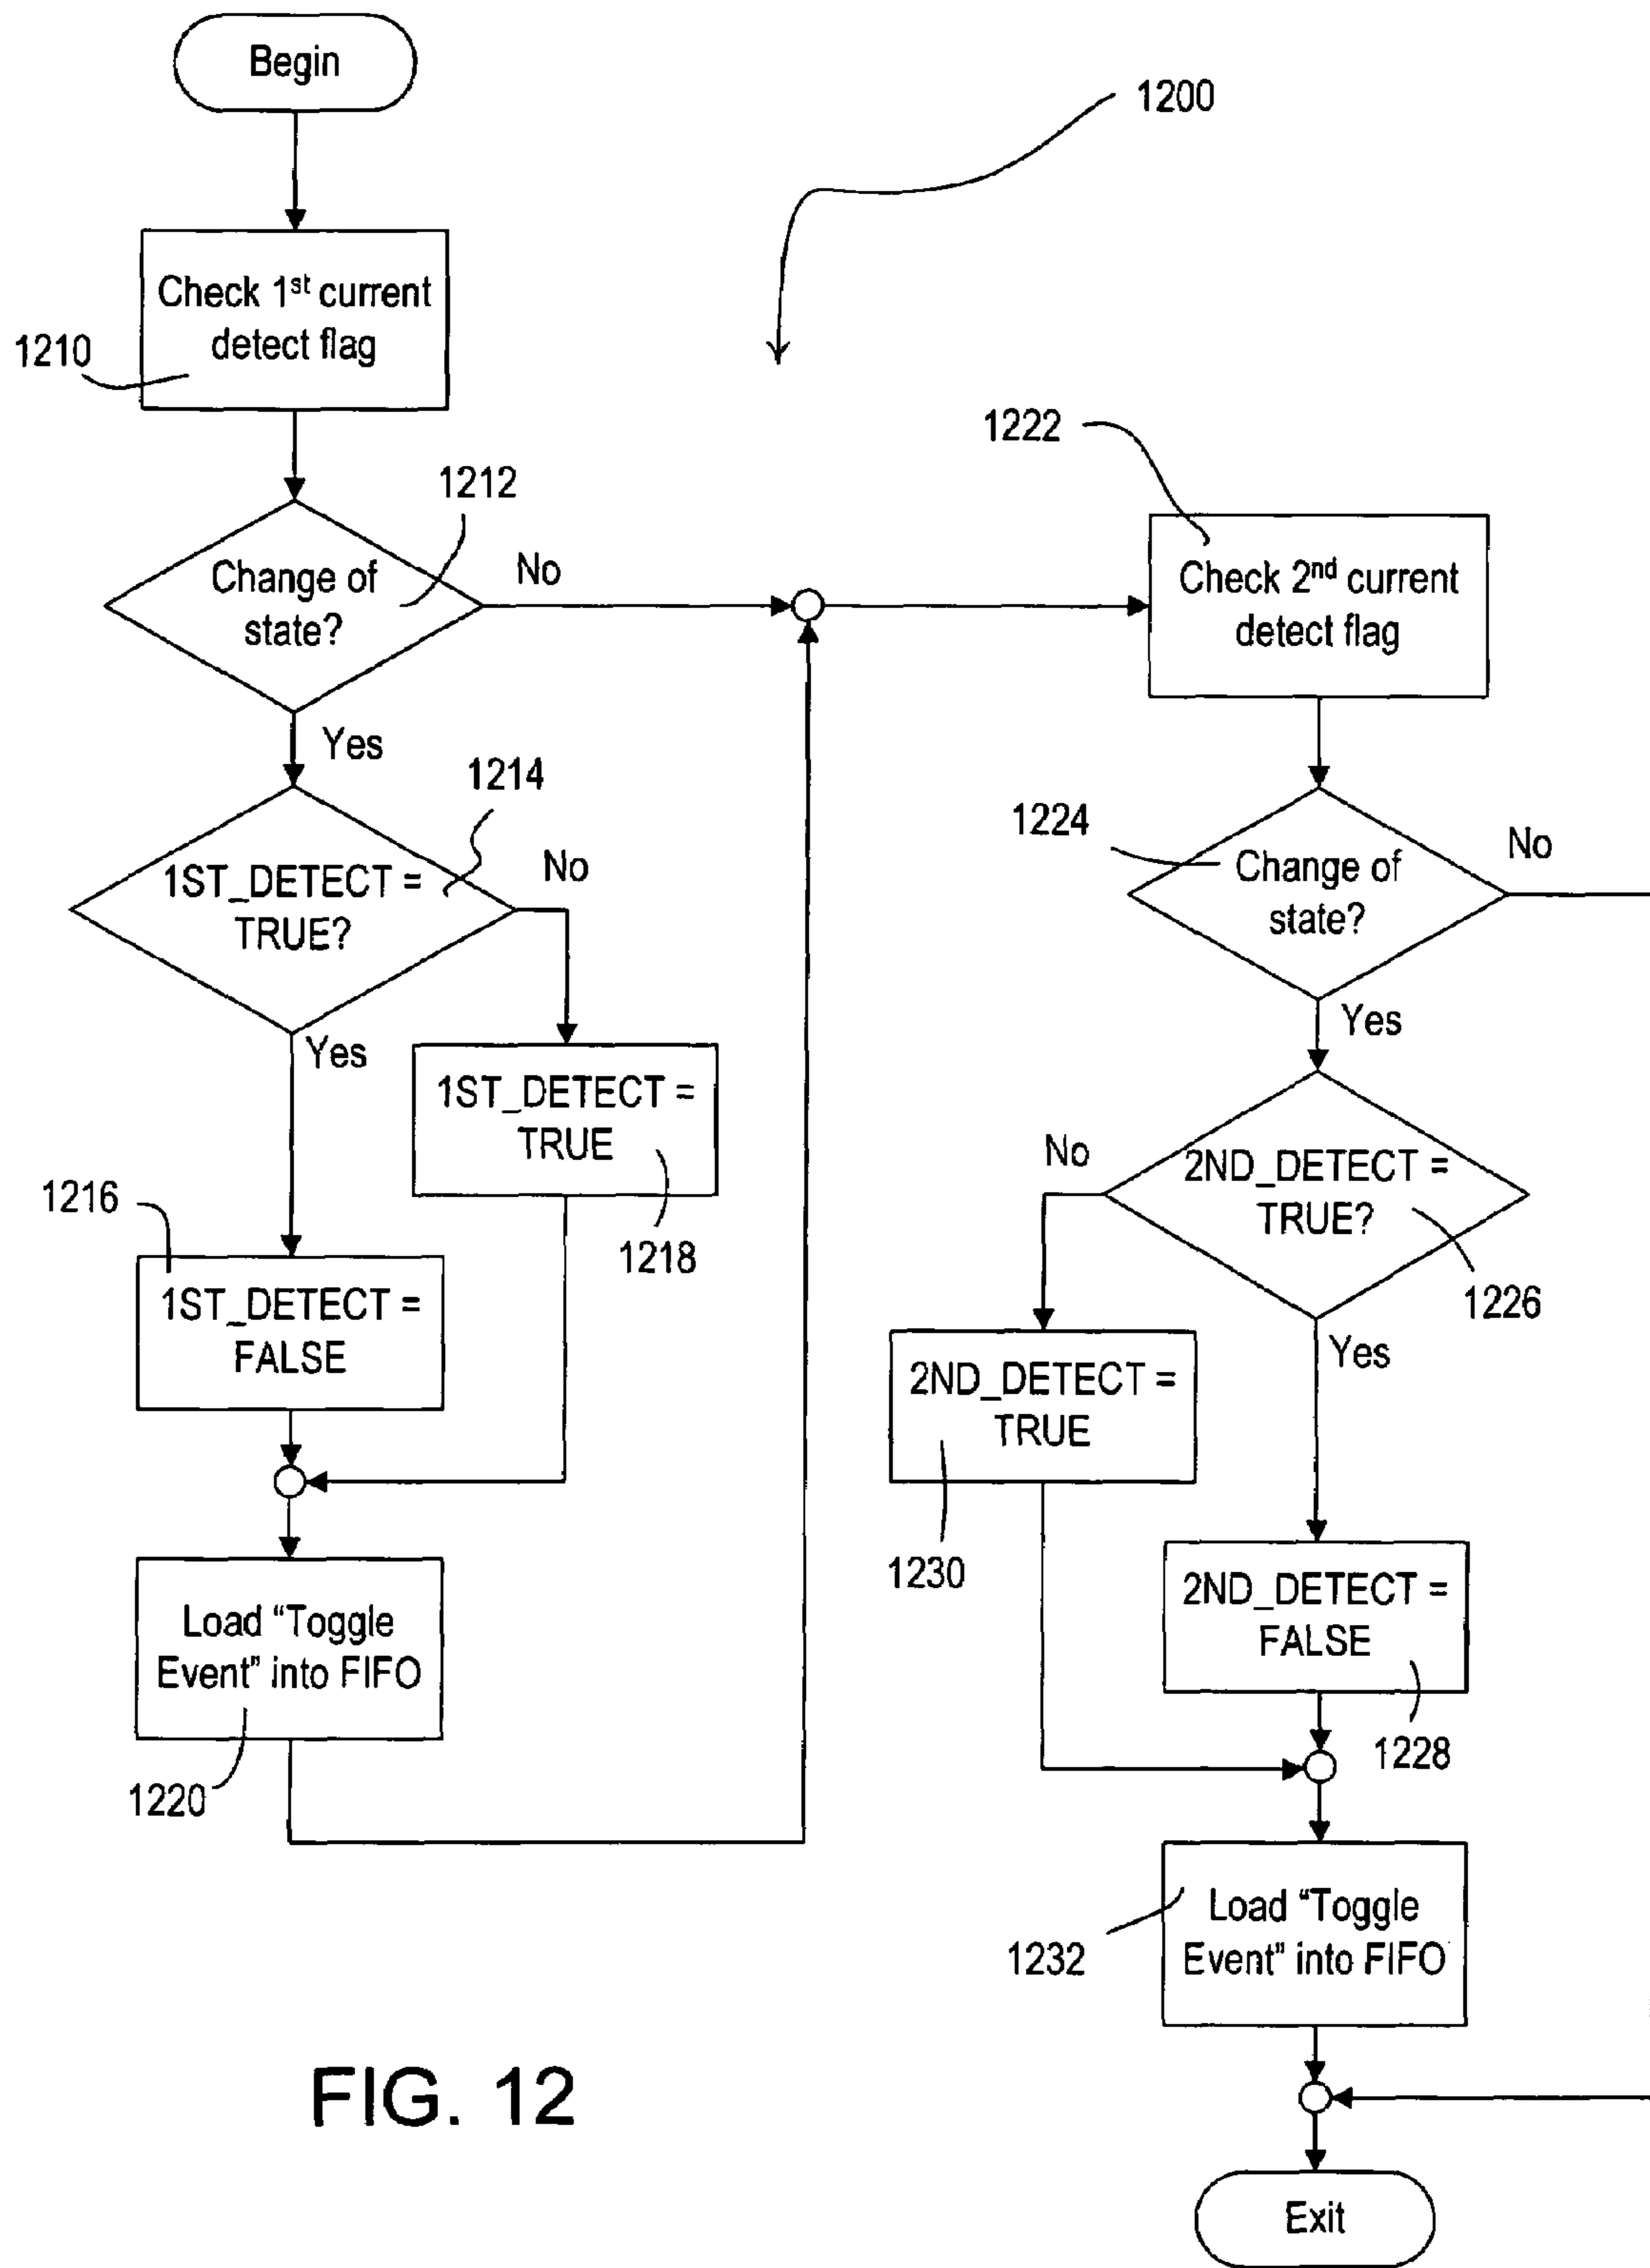 Begin
1200
Check 1st current
detect flag
1210
1212
Change of
state?
No
Yes
1214
1ST_DETECT =
TRUE?
No
Yes
1ST_DETECT =
TRUE
1218
1216
1ST_DETECT =
FALSE
Load “Toggle
Event” into FIFO
1220
1222
Check 2nd current
detect flag
1224
Change of
state?
No
Yes
2ND_DETECT =
TRUE?
No
1226
Yes
2ND_DETECT =
TRUE
1230
2ND_DETECT =
FALSE
1228
Load “Toggle
Event” into FIFO
1232
Exit
FIG. 12